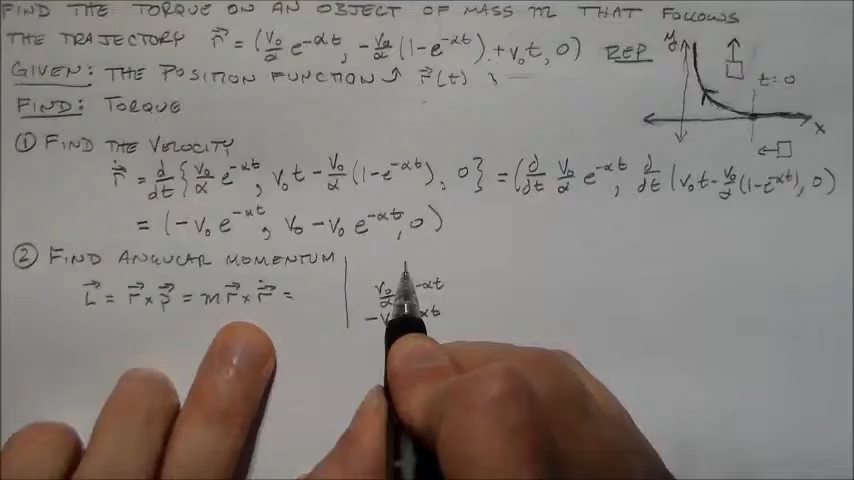 FIND THE TORQUE ON AN OBJECT OF MASS m THAT FOLLOWS
THE TRAJECTORY r⃗ = (v₀/α e^(-αt), -v₀/α (1-e^(-αt)) + v₀t, 0) REP
y
t=0
x
GIVEN: THE POSITION FUNCTION r⃗(t) ;
FIND: TORQUE
① FIND THE VELOCITY
ṙ⃗ = d/dt { v₀/α e^(-αt), v₀t - v₀/α (1-e^(-αt)), 0 } = ( d/dt v₀/α e^(-αt), d/dt (v₀t - v₀/α (1-e^(-αt)), 0 )
= (-v₀ e^(-αt), v₀ - v₀ e^(-αt), 0)
② FIND ANGULAR MOMENTUM
L⃗ = r⃗ × p⃗ = m r⃗ × ṙ⃗ =
v₀/α -αt
-v αt